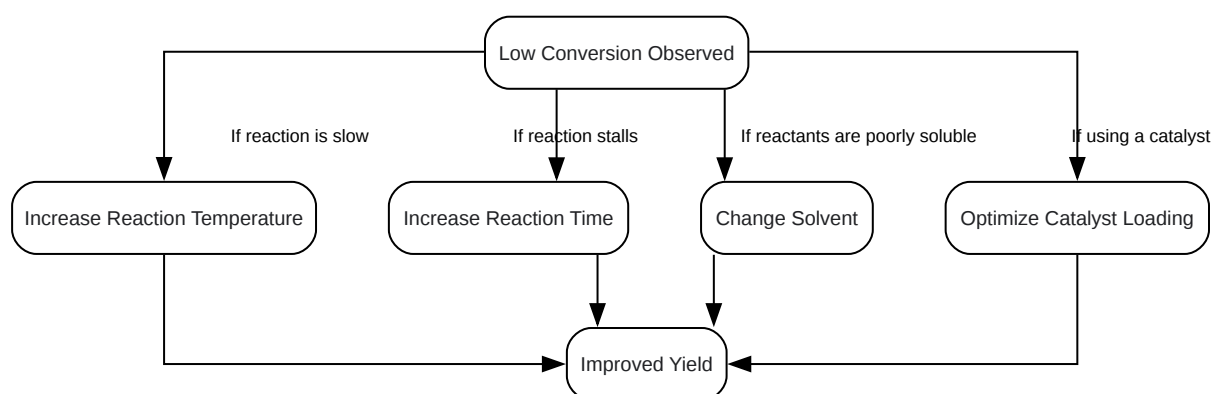 Low Conversion Observed
If reaction is slow
If reaction stalls
If reactants are poorly soluble
If using a catalyst
Increase Reaction Temperature
Increase Reaction Time
Change Solvent
Optimize Catalyst Loading
Improved Yield